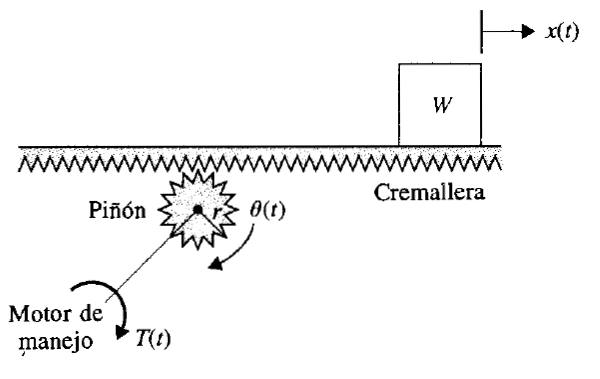 x(t)
W
Cremallera
Piñón
r
θ(t)
Motor de
manejo
T(t)